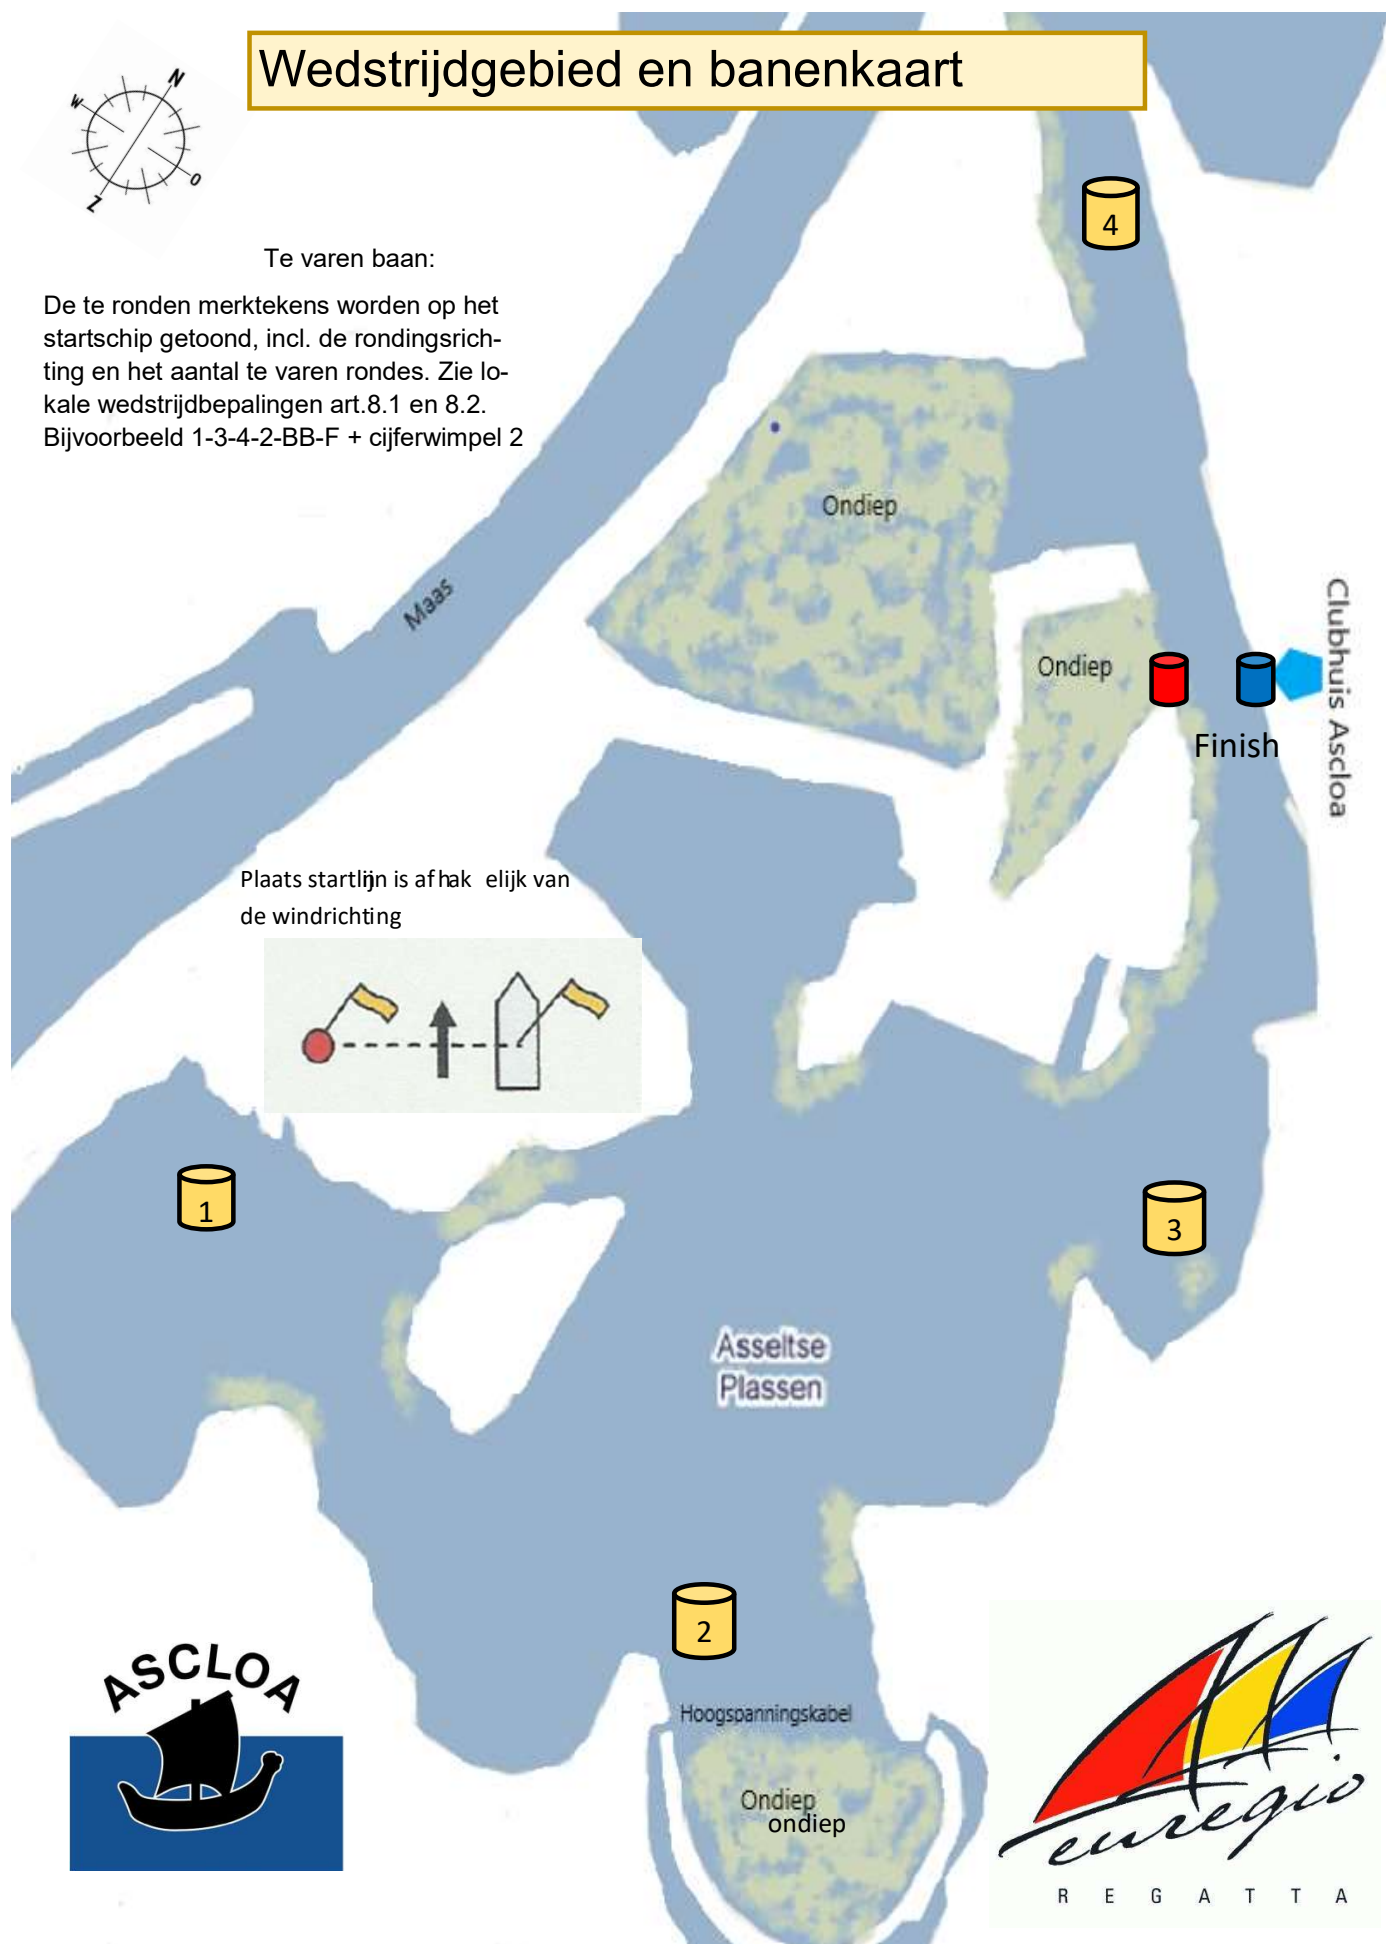 Wedstrijdgebied en banenkaart
N
W
O
Z
4
Te varen baan:
De te ronden merktekens worden op het
startschip getoond, incl. de rondingsrich-
ting en het aantal te varen rondes. Zie lo-
kale wedstrijdbepalingen art.8.1 en 8.2.
Bijvoorbeeld 1-3-4-2-BB-F + cijferwimpel 2
Ondiep
Maas
Ondiep
Clubhuis Ascloa
Finish
Plaats startlijn is afhak elijk van
de windrichting
1
3
Asseltse
Plassen
2
ASCLOA
Hoogspanningskabel
Ondiep
ondiep
euregio
REGATTA